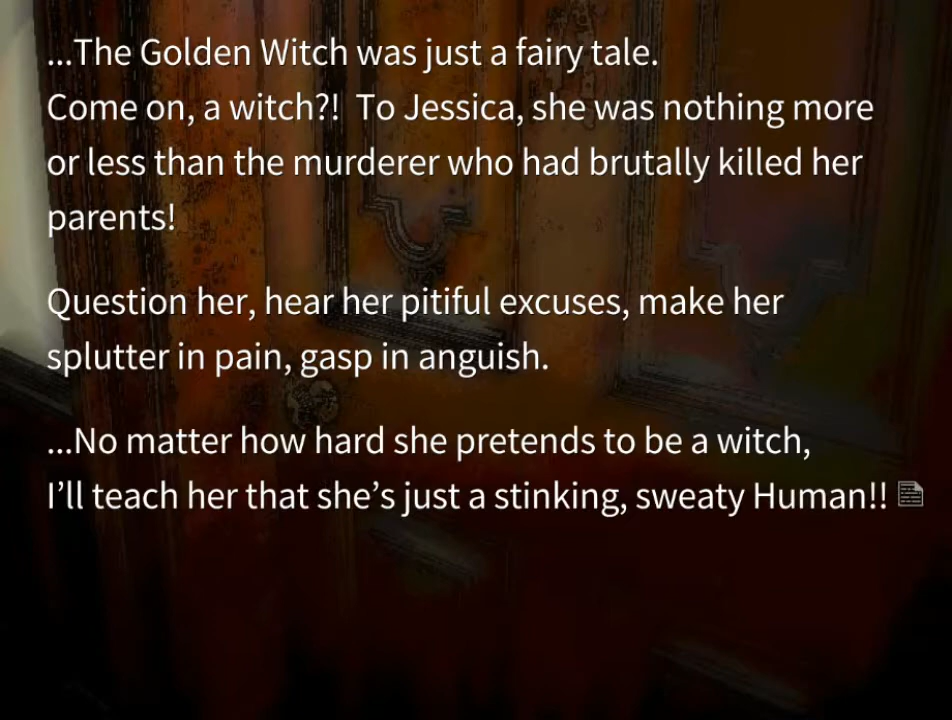 ...The Golden Witch was just a fairy tale.
Come on, a witch?!  To Jessica, she was nothing more
or less than the murderer who had brutally killed her
parents!
Question her, hear her pitiful excuses, make her
splutter in pain, gasp in anguish.
...No matter how hard she pretends to be a witch,
I’ll teach her that she’s just a stinking, sweaty Human!!